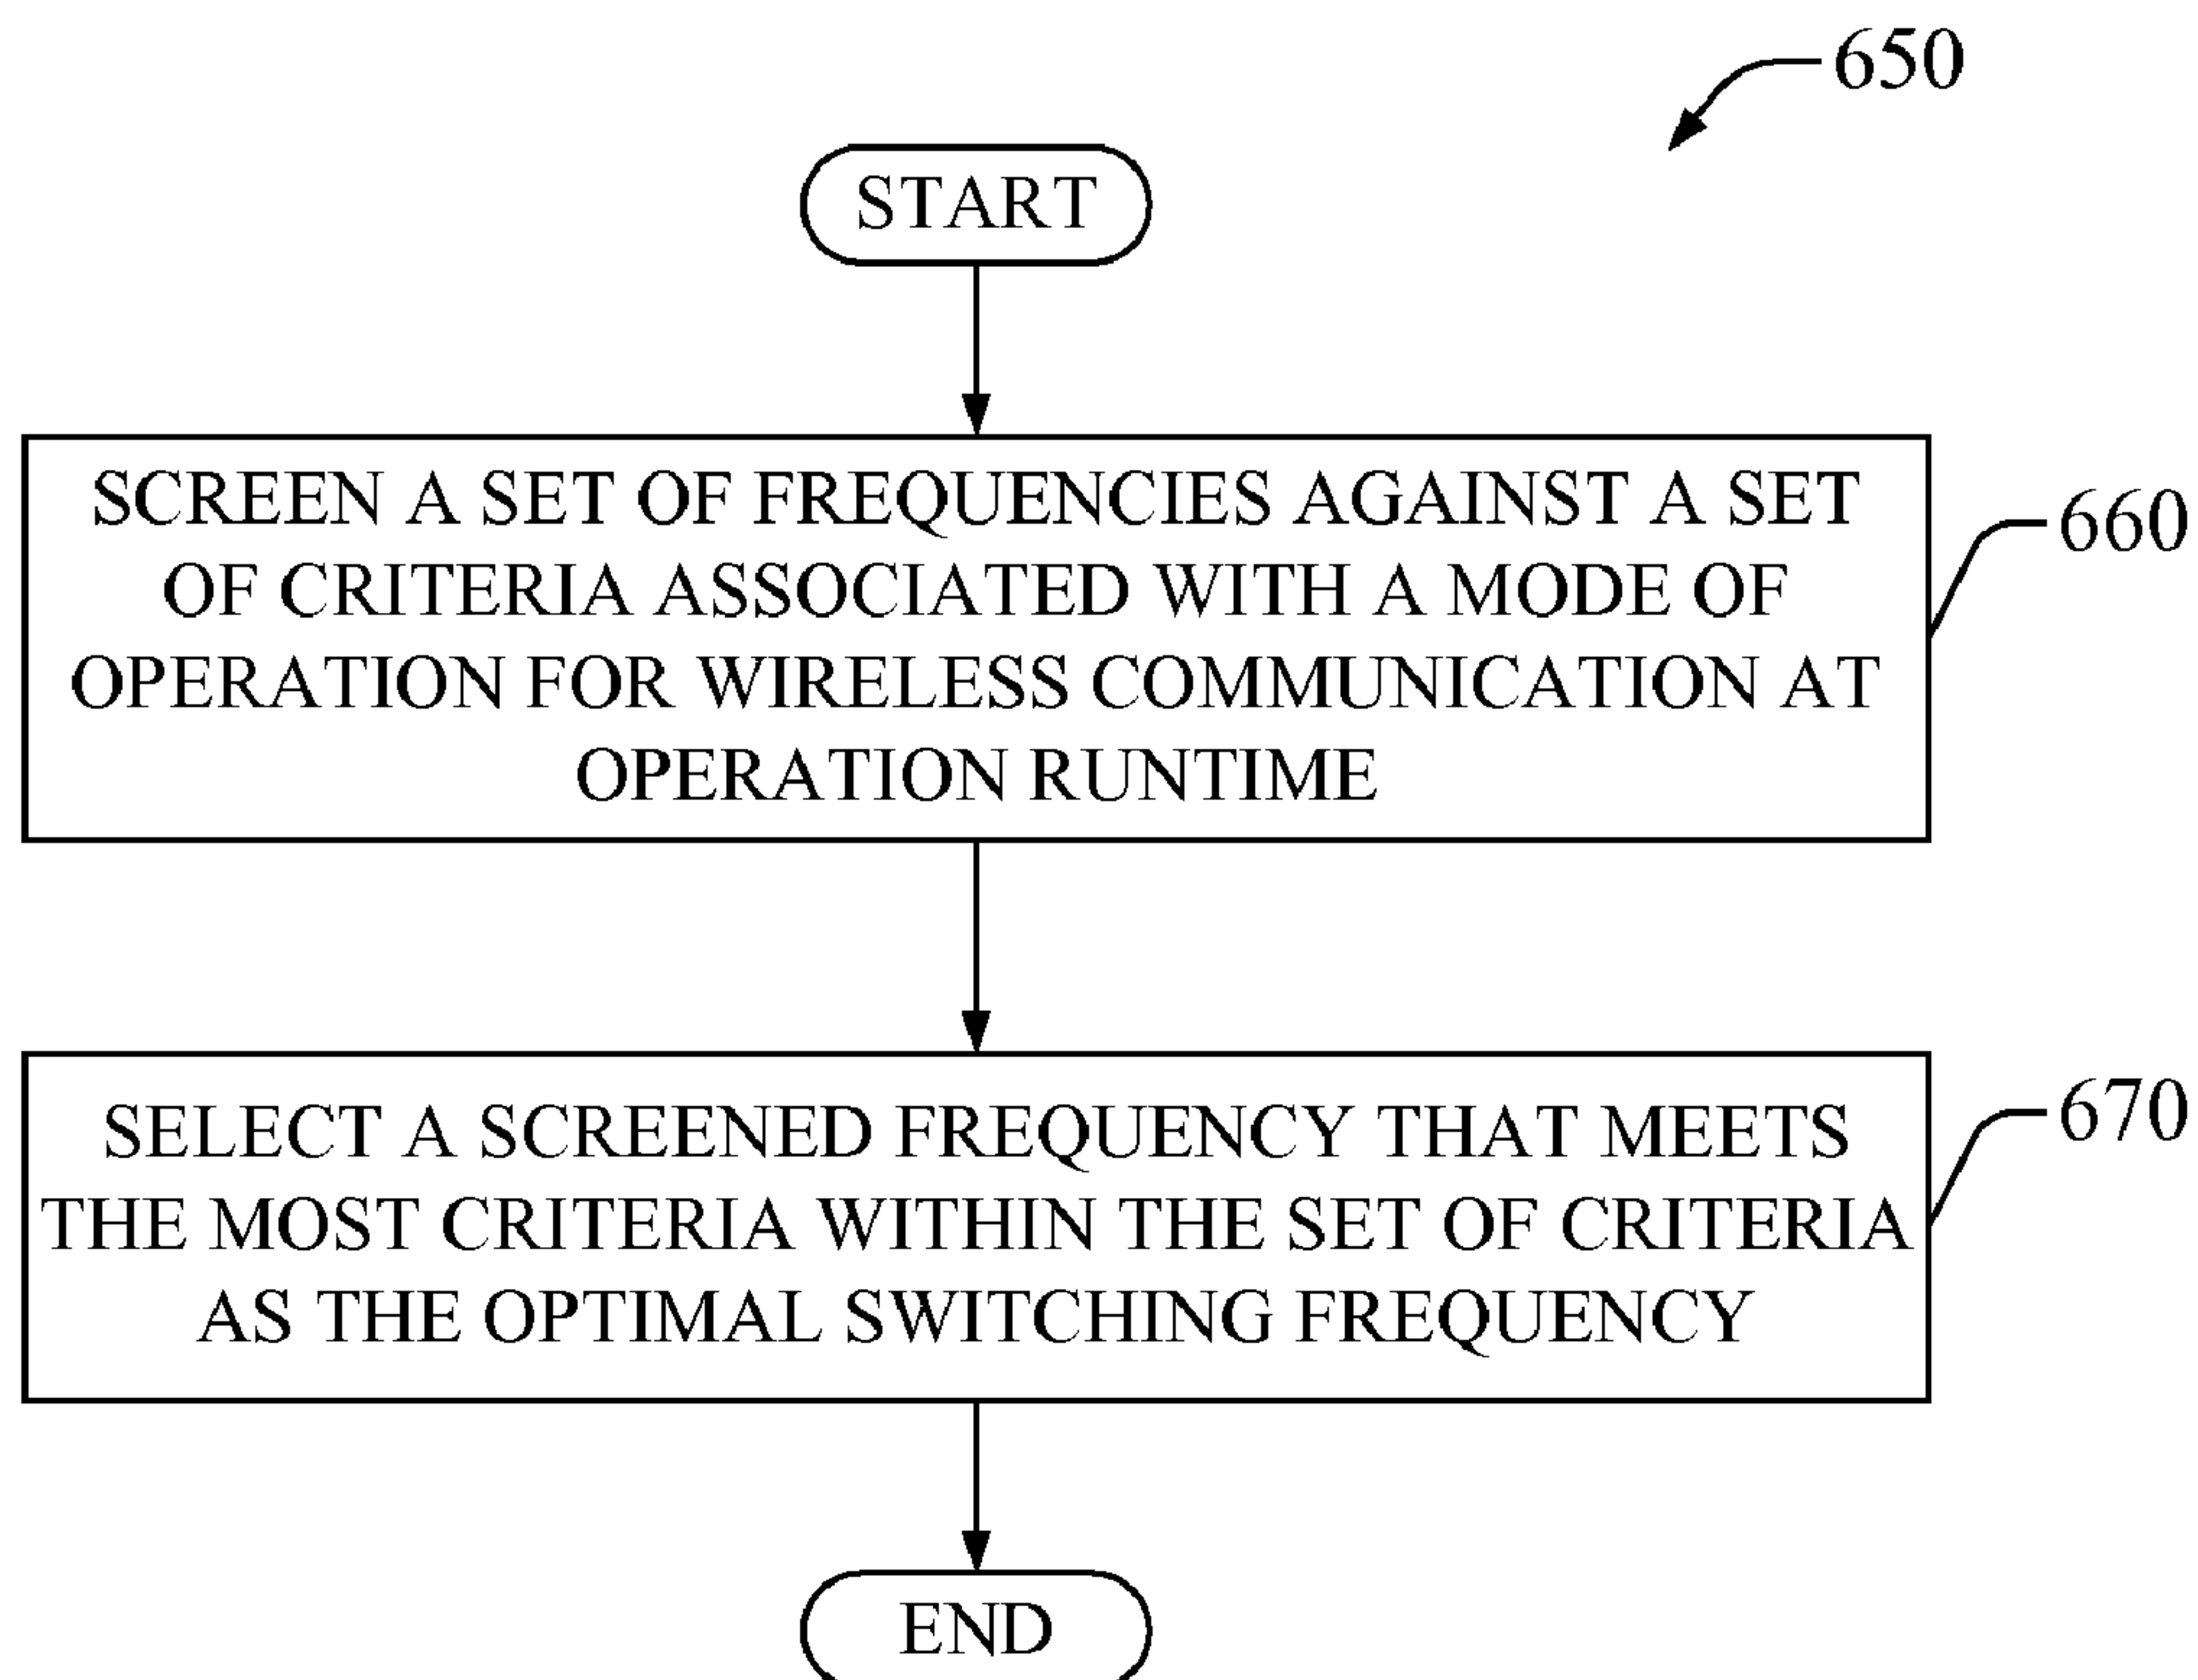 650
START
SCREEN A SET OF FREQUENCIES AGAINST A SET
OF CRITERIA ASSOCIATED WITH A MODE OF
OPERATION FOR WIRELESS COMMUNICATION AT
OPERATION RUNTIME
660
SELECT A SCREENED FREQUENCY THAT MEETS
THE MOST CRITERIA WITHIN THE SET OF CRITERIA
AS THE OPTIMAL SWITCHING FREQUENCY
670
END